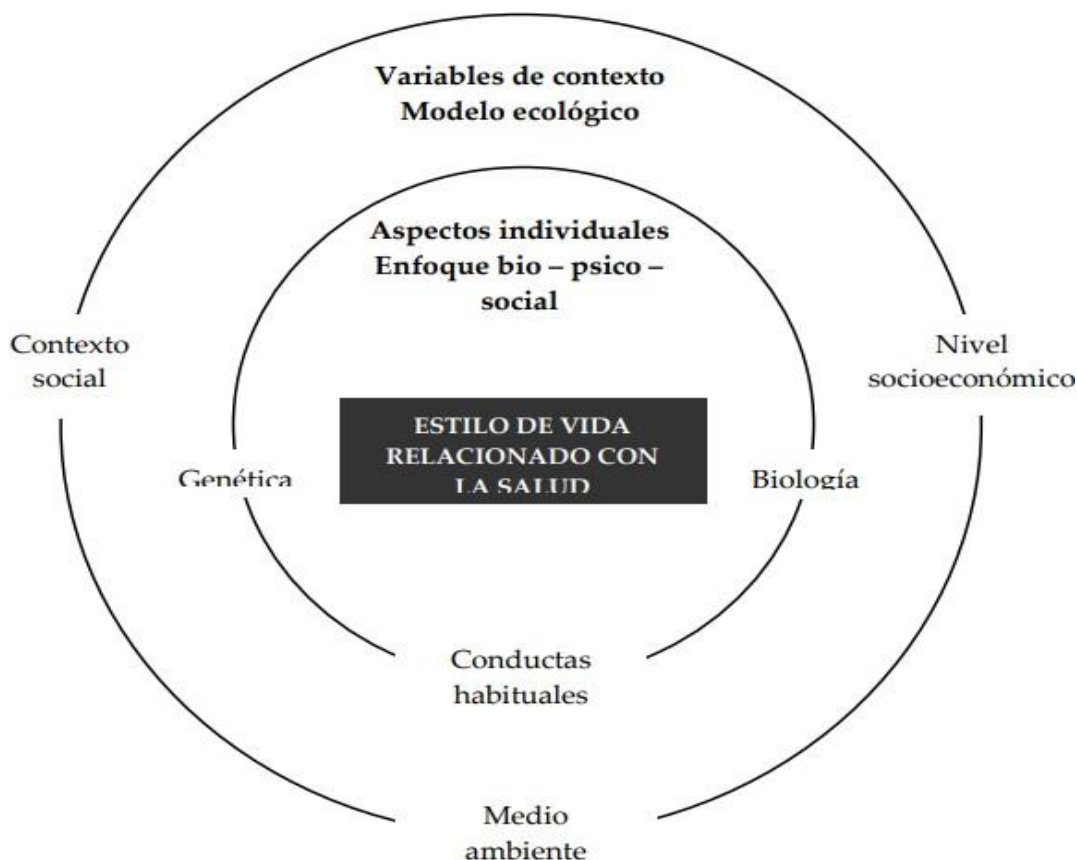 Variables de contexto
Modelo ecológico
Aspectos individuales
Enfoque bio – psico –
social
Contexto
social
Nivel
socioeconómico
ESTILO DE VIDA
RELACIONADO CON
LA SALUD
Genética
Biología
Conductas
habituales
Medio
ambiente